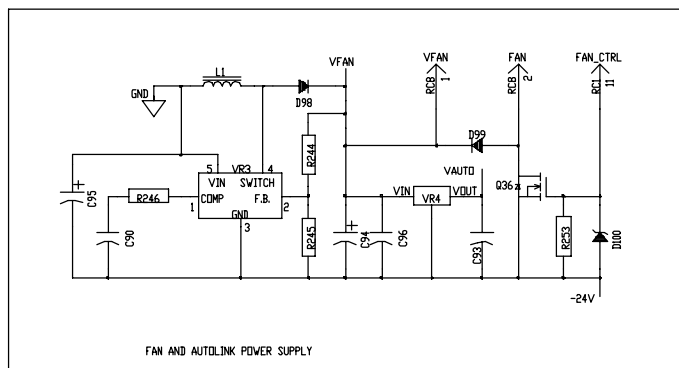 L1
VFAN
VFAN
FAN
FAN_CTRL
GND
D98
RCB
1
RCB
2
RC1
11
D99
R244
5
VR3
4
VIN
SWITCH
COMP
F.B.
GND
1
2
3
R246
C95
C90
R245
C94
C96
VIN
VOUT
VR4
VAUTO
C93
Q36
R253
D100
-24V
FAN AND AUTOLINK POWER SUPPLY